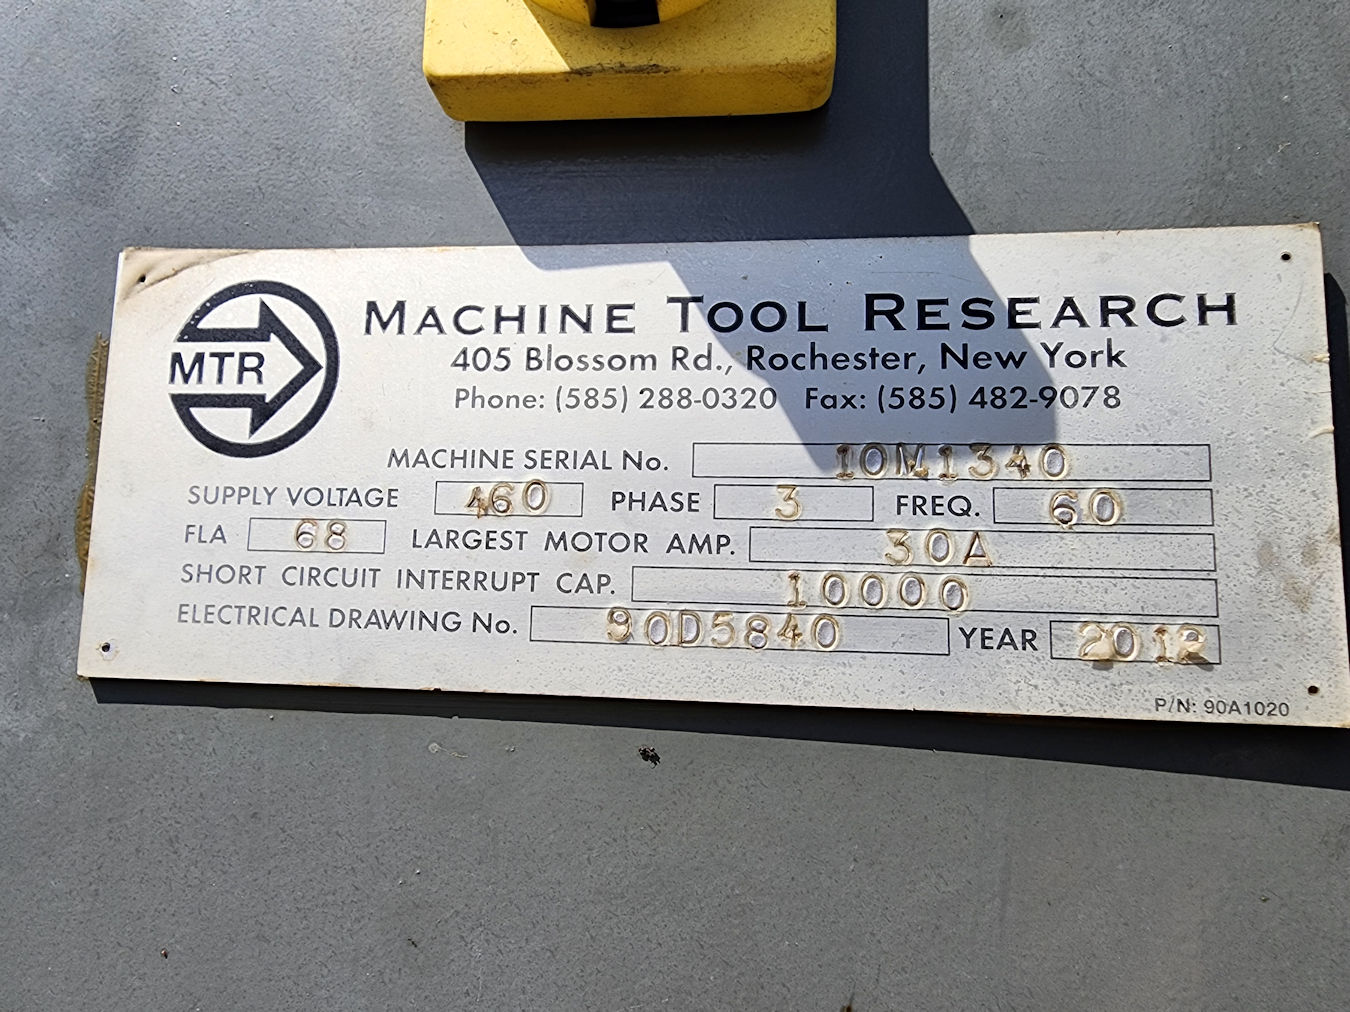 MTR
MACHINE TOOL RESEARCH
405 Blossom Rd., Rochester, New York
Phone: (585) 288-0320 Fax: (585) 482-9078
MACHINE SERIAL No. 10M1340
SUPPLY VOLTAGE 460 PHASE 3 FREQ. 60
FLA 68 LARGEST MOTOR AMP. 30A
SHORT CIRCUIT INTERRUPT CAP. 10000
ELECTRICAL DRAWING No. 90D5840 YEAR 2012
P/N: 90A1020